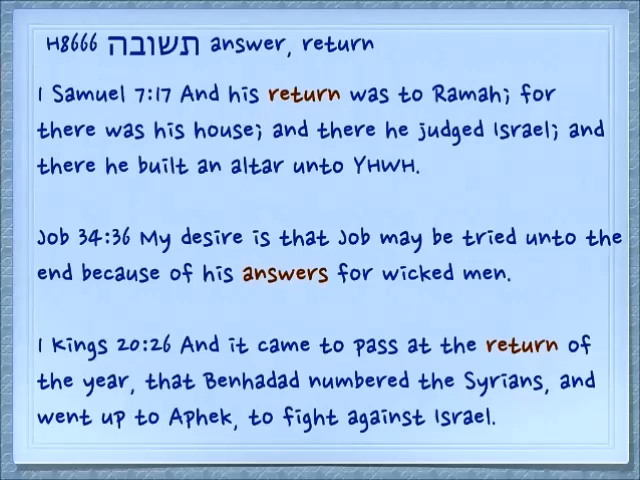 H8666 תשובה answer, return
1 Samuel 7:17 And his return was to Ramah; for
there was his house; and there he judged Israel; and
there he built an altar unto YHWH.
Job 34:36 My desire is that Job may be tried unto the
end because of his answers for wicked men.
1 Kings 20:26 And it came to pass at the return of
the year, that Benhadad numbered the Syrians, and
went up to Aphek, to fight against Israel.